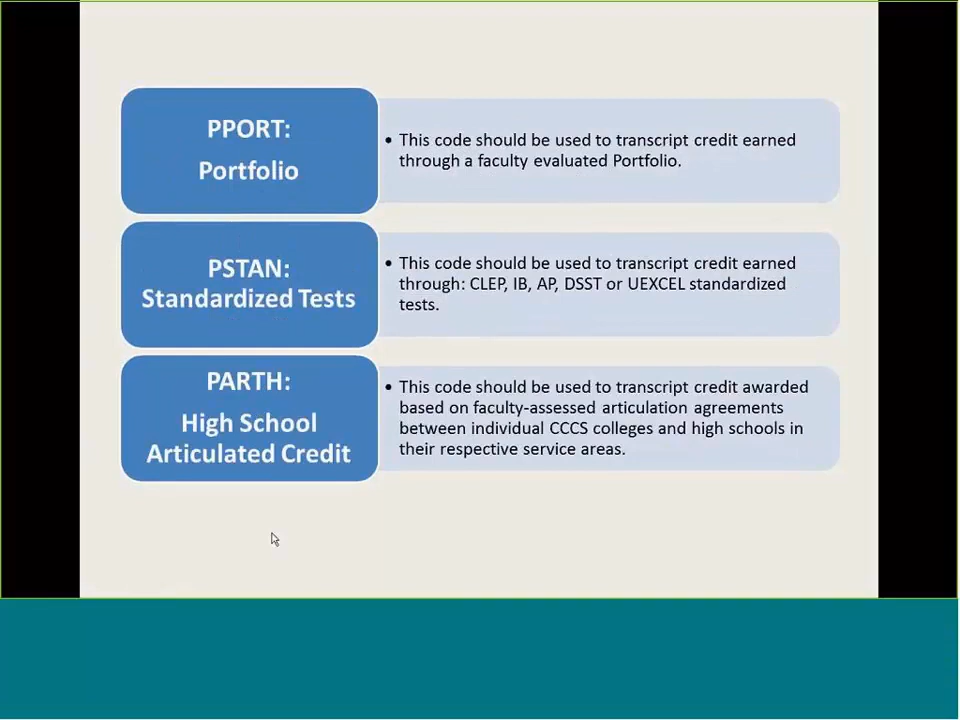 PPORT:
Portfolio
• This code should be used to transcript credit earned
through a faculty evaluated Portfolio.
PSTAN:
Standardized Tests
• This code should be used to transcript credit earned
through: CLEP, IB, AP, DSST or UEXCEL standardized
tests.
PARTH:
High School
Articulated Credit
• This code should be used to transcript credit awarded
based on faculty-assessed articulation agreements
between individual CCCS colleges and high schools in
their respective service areas.